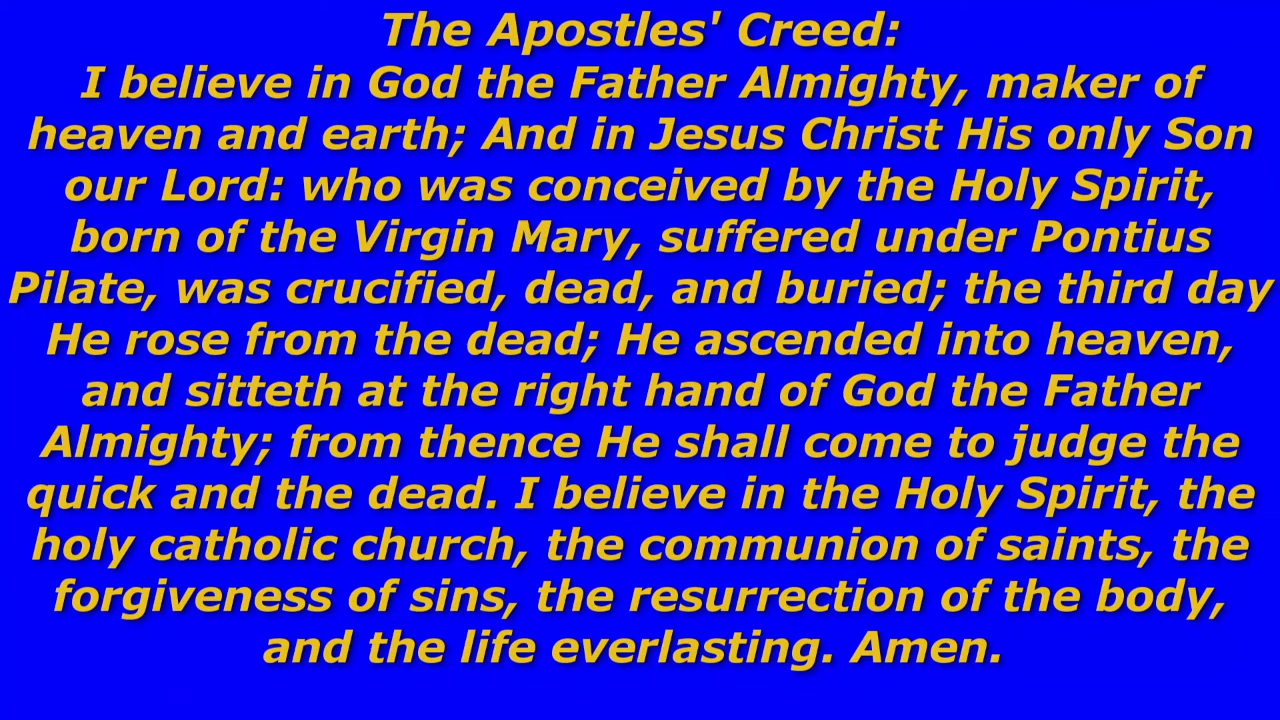 The Apostles' Creed:
I believe in God the Father Almighty, maker of
heaven and earth; And in Jesus Christ His only Son
our Lord: who was conceived by the Holy Spirit,
born of the Virgin Mary, suffered under Pontius
Pilate, was crucified, dead, and buried; the third day
He rose from the dead; He ascended into heaven,
and sitteth at the right hand of God the Father
Almighty; from thence He shall come to judge the
quick and the dead. I believe in the Holy Spirit, the
holy catholic church, the communion of saints, the
forgiveness of sins, the resurrection of the body,
and the life everlasting. Amen.